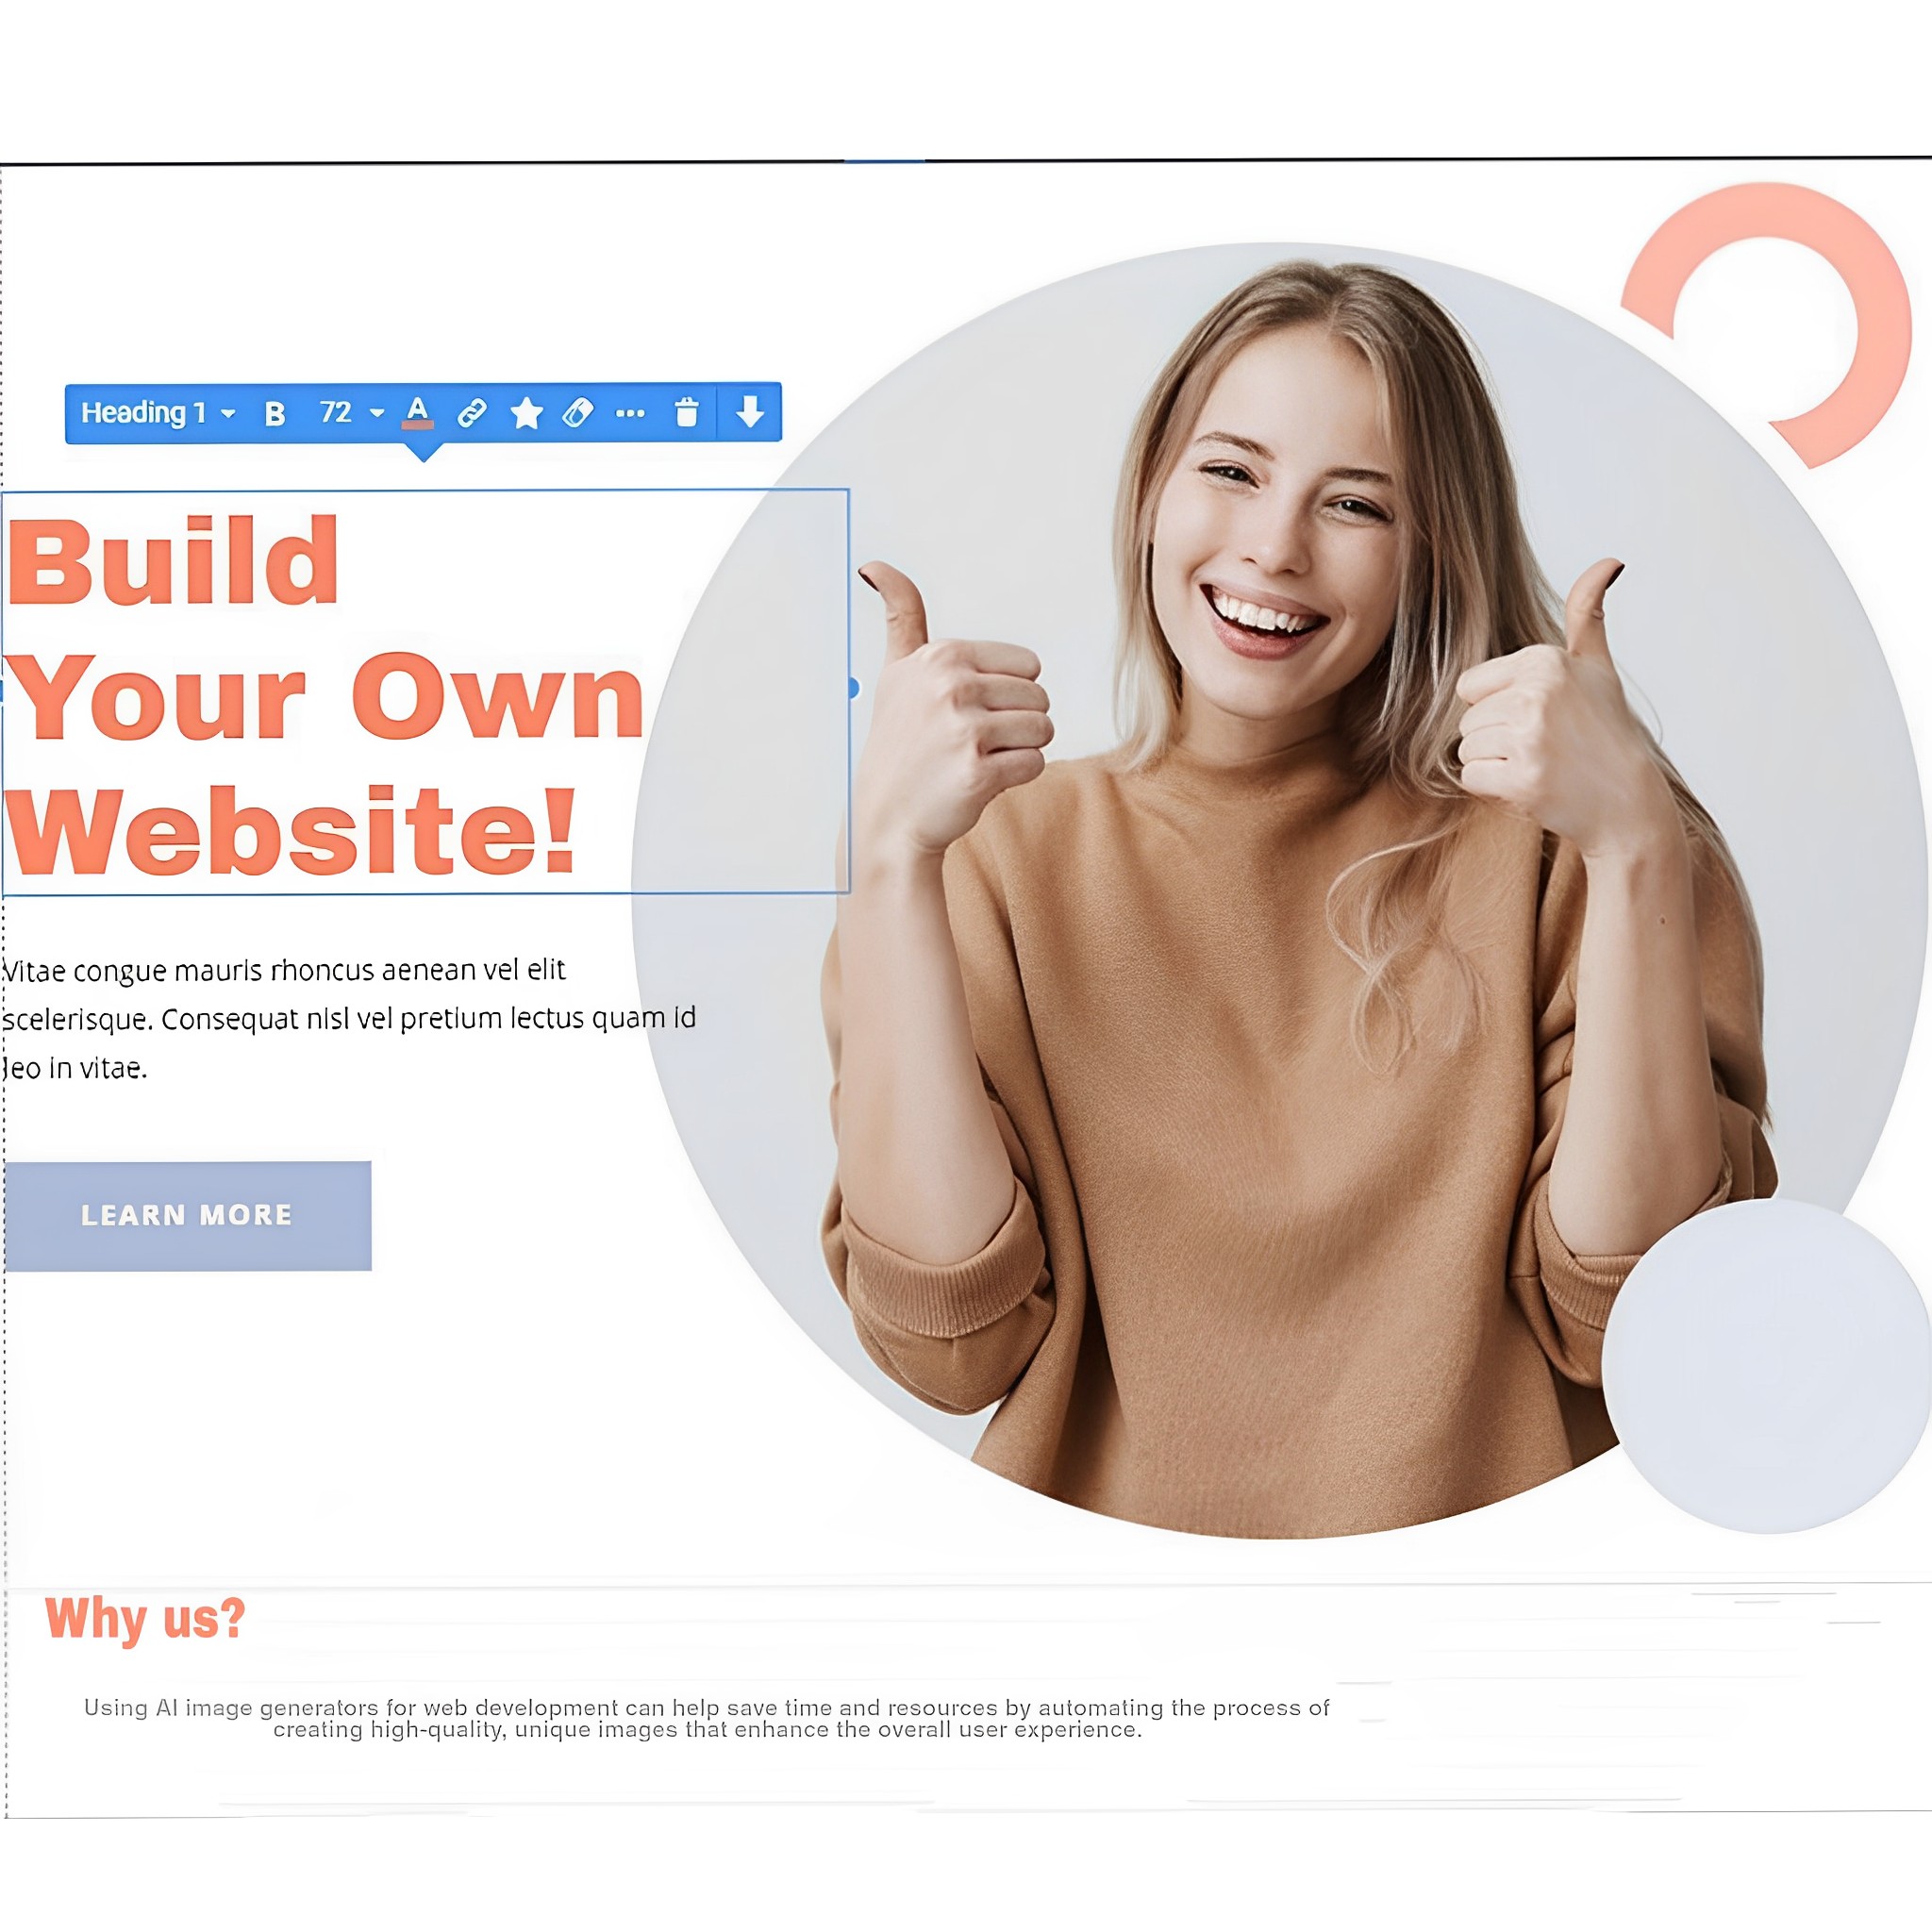 Heading 1 B 72 A
Build
Your Own
Website!
Vitae congue mauris rhoncus aenean vel elit
scelerisque. Consequat nisl vel pretium lectus quam id
leo in vitae.
LEARN MORE
Why us?
Using AI image generators for web development can help save time and resources by automating the process of
creating high-quality, unique images that enhance the overall user experience.